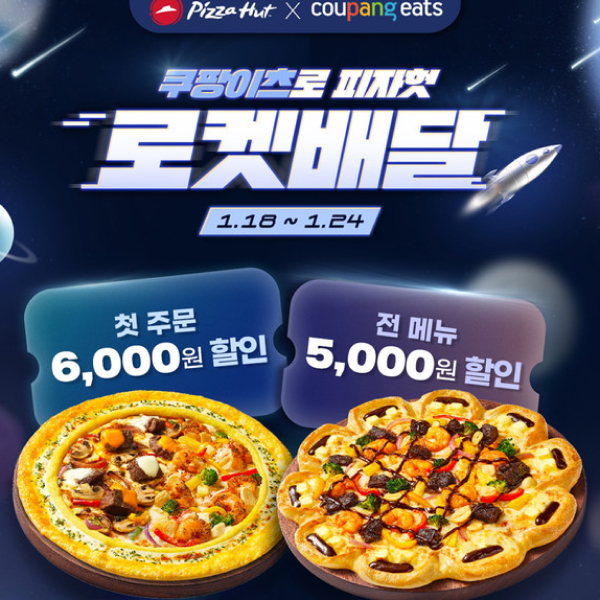 Pizza Hut × coupang eats
쿠팡이츠로 피자헛
로켓배달
1.18 ~ 1.24
첫 주문
6,000원 할인
전 메뉴
5,000원 할인